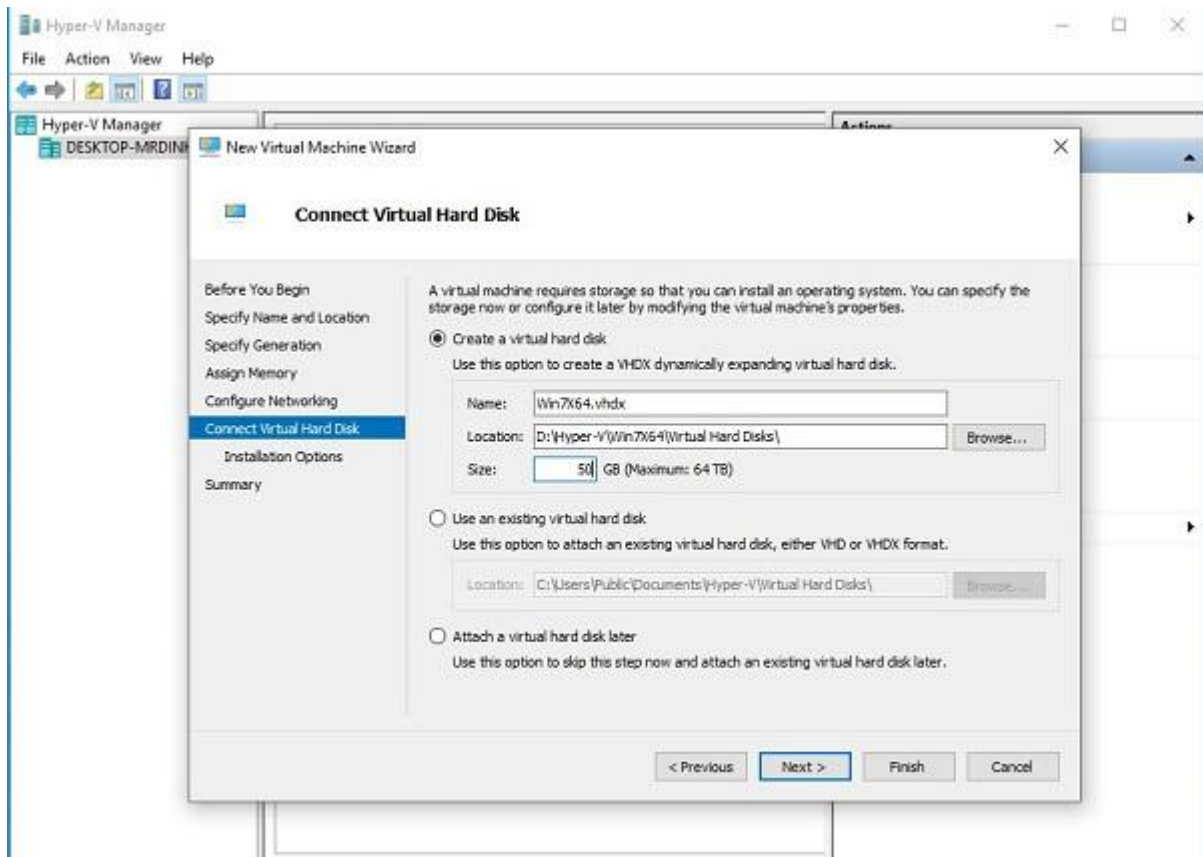 Hyper-V Manager
File Action View Help
Hyper-V Manager
DESKTOP-MRDINH
Actions
New Virtual Machine Wizard
Connect Virtual Hard Disk
Before You Begin
Specify Name and Location
Specify Generation
Assign Memory
Configure Networking
Connect Virtual Hard Disk
Installation Options
Summary
A virtual machine requires storage so that you can install an operating system. You can specify the
storage now or configure it later by modifying the virtual machine's properties.
Create a virtual hard disk
Use this option to create a VHDX dynamically expanding virtual hard disk.
Name: Win7X64.vhdx
Location: D:\Hyper-V\Win7X64\Virtual Hard Disks\ Browse...
Size: 50 GB (Maximum: 64 TB)
Use an existing virtual hard disk
Use this option to attach an existing virtual hard disk, either VHD or VHDX format.
Location: C:\Users\Public\Documents\Hyper-V\Virtual Hard Disks\ Browse...
Attach a virtual hard disk later
Use this option to skip this step now and attach an existing virtual hard disk later.
< Previous Next > Finish Cancel